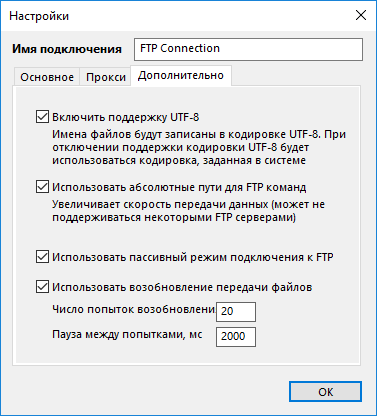 Настройки
Имя подключения FTP Connection
Основное Прокси Дополнительно
Включить поддержку UTF-8
Имена файлов будут записаны в кодировке UTF-8. При
отключении поддержки кодировки UTF-8 будет
использоваться кодировка, заданная в системе
Использовать абсолютные пути для FTP команд
Увеличивает скорость передачи данных (может не
поддерживаться некоторыми FTP серверами)
Использовать пассивный режим подключения к FTP
Использовать возобновление передачи файлов
Число попыток возобновлени 20
Пауза между попытками, мс 2000
OK